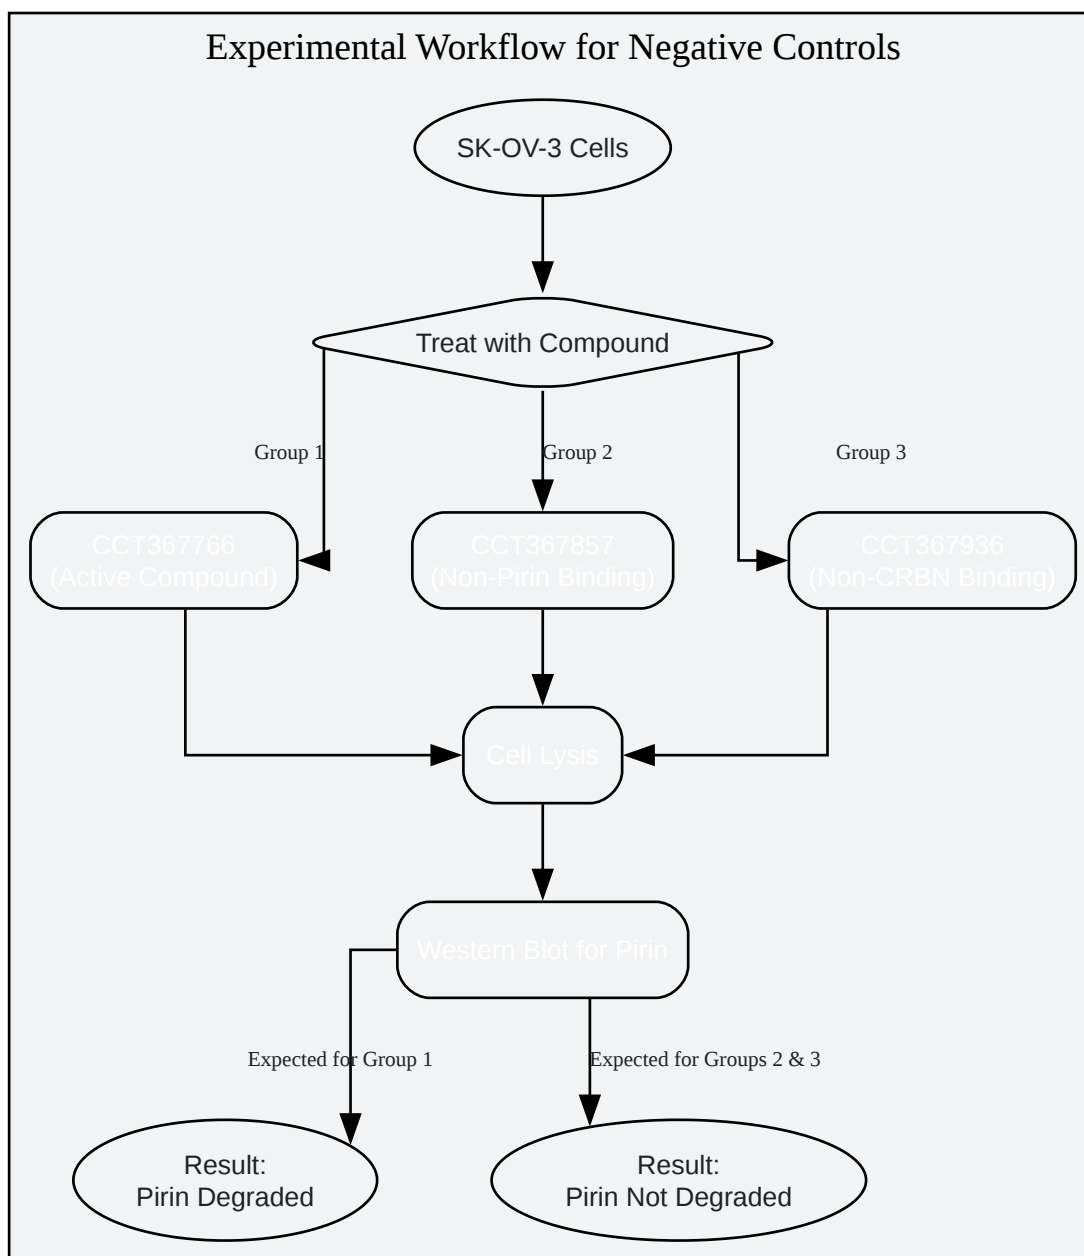 Experimental Workflow for Negative Controls
SK-OV-3 Cells
Treat with Compound
Group 1
Group 2
Group 3
CCT367766
(Active Compound)
CCT367857
(Non-Pirin Binding)
CCT367936
(Non-CRBN Binding)
Cell Lysis
Western Blot for Pirin
Expected for Group 1
Expected for Groups 2 & 3
Result:
Pirin Degraded
Result:
Pirin Not Degraded